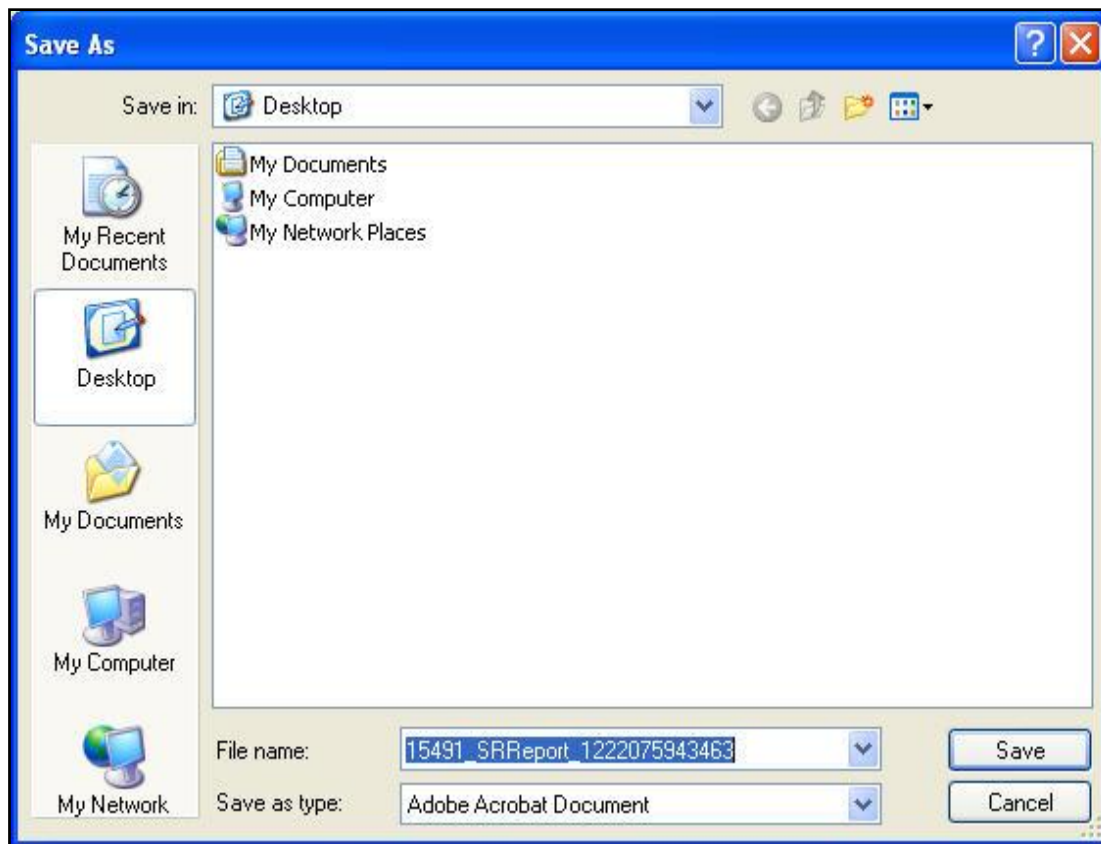 Save As
Save in: Desktop
My Documents
My Computer
My Network Places
My Recent
Documents
Desktop
My Documents
My Computer
My Network
File name: 15491_SRReport_1222075943463 Save
Save as type: Adobe Acrobat Document Cancel